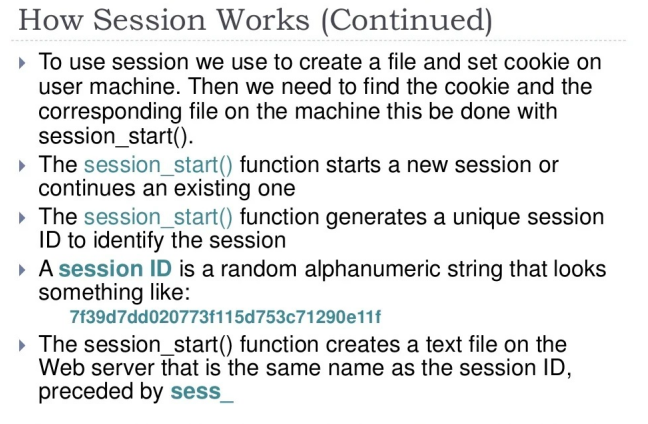 How Session Works (Continued)
To use session we use to create a file and set cookie on
user machine. Then we need to find the cookie and the
corresponding file on the machine this be done with
session_start().
The session_start() function starts a new session or
continues an existing one
The session_start() function generates a unique session
ID to identify the session
A session ID is a random alphanumeric string that looks
something like:
7f39d7dd020773f115d753c71290e11f
The session_start() function creates a text file on the
Web server that is the same name as the session ID,
preceded by sess_